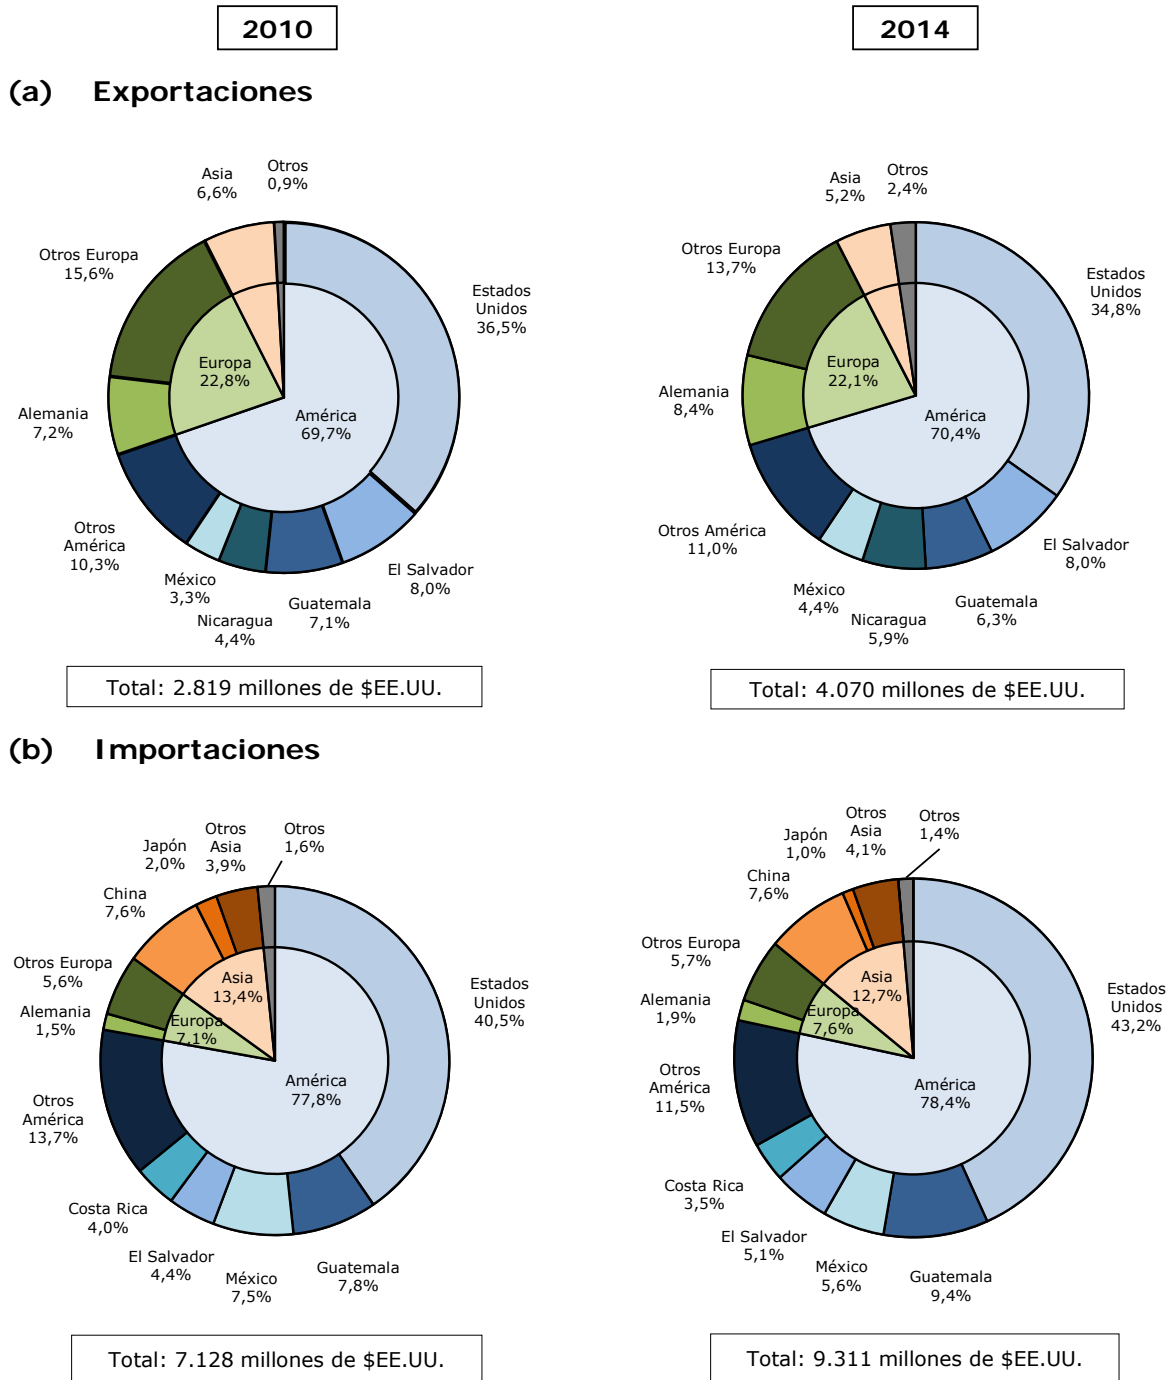 2010
2014
(a) Exportaciones
Asia
6,6%
Otros
0,9%
Otros Europa
15,6%
Estados
Unidos
36,5%
Europa
22,8%
América
69,7%
Alemania
7,2%
Otros
América
10,3%
México
3,3%
Nicaragua
4,4%
Guatemala
7,1%
El Salvador
8,0%
Total: 2.819 millones de $EE.UU.
Asia
5,2%
Otros
2,4%
Otros Europa
13,7%
Estados
Unidos
34,8%
Europa
22,1%
América
70,4%
Alemania
8,4%
Otros América
11,0%
México
4,4%
Nicaragua
5,9%
Guatemala
6,3%
El Salvador
8,0%
Total: 4.070 millones de $EE.UU.
(b) Importaciones
Japón
2,0%
Otros
Asia
3,9%
Otros
1,6%
China
7,6%
Otros Europa
5,6%
Alemania
1,5%
Asia
13,4%
Europa
7,1%
Estados
Unidos
40,5%
América
77,8%
Otros
América
13,7%
Costa Rica
4,0%
El Salvador
4,4%
México
7,5%
Guatemala
7,8%
Total: 7.128 millones de $EE.UU.
Japón
1,0%
Otros
Asia
4,1%
Otros
1,4%
China
7,6%
Otros Europa
5,7%
Alemania
1,9%
Asia
12,7%
Europa
7,6%
Estados
Unidos
43,2%
América
78,4%
Otros
América
11,5%
Costa Rica
3,5%
El Salvador
5,1%
México
5,6%
Guatemala
9,4%
Total: 9.311 millones de $EE.UU.